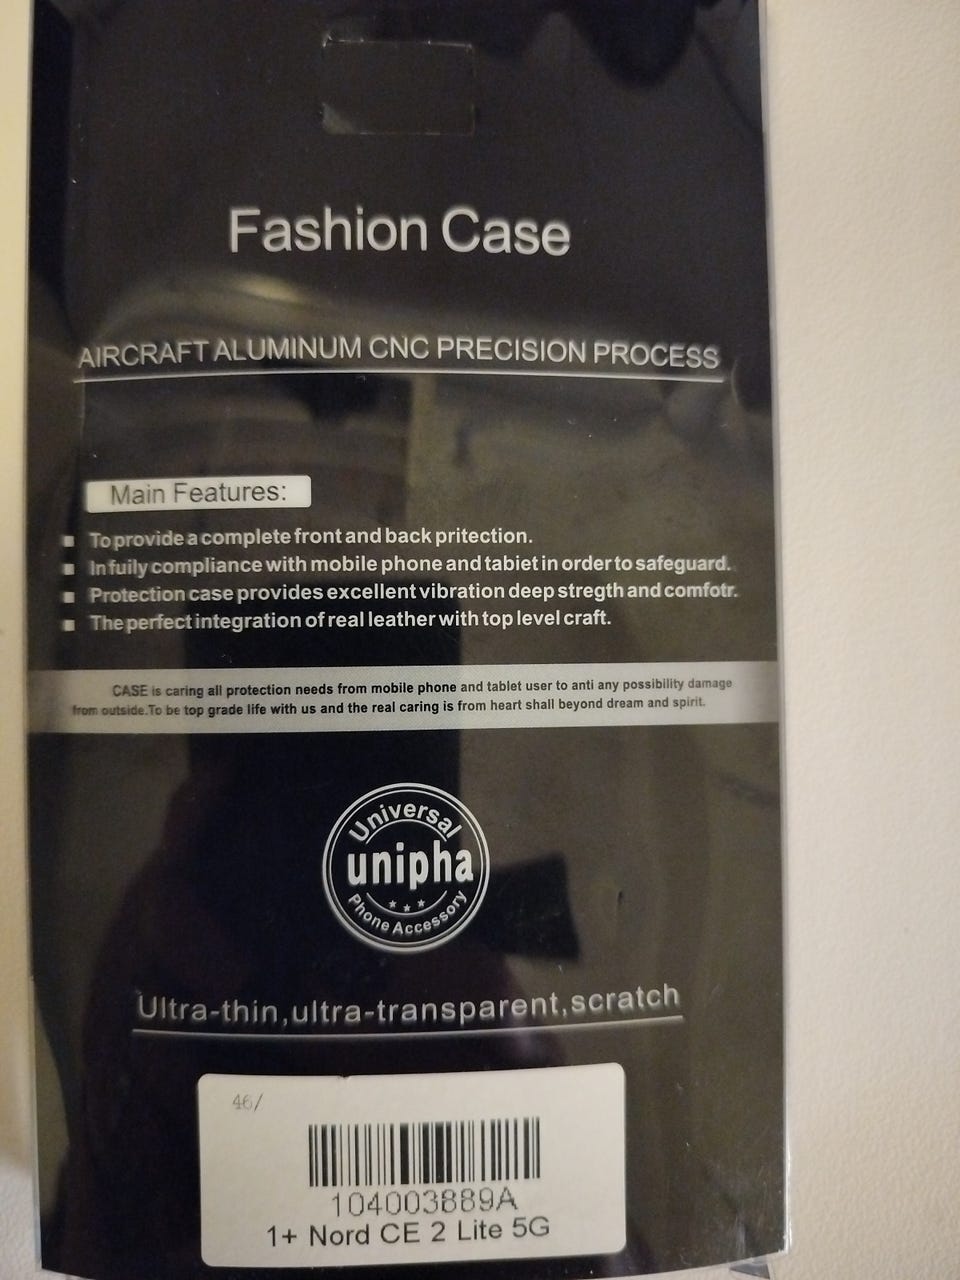 Fashion Case
AIRCRAFT ALUMINUM CNC PRECISION PROCESS
Main Features:
■ To provide a complete front and back pritection.
■ In fuily compliance with mobile phone and tabiet in order to safeguard.
■ Protection case provides excellent vibration deep stregth and comfotr.
■ The perfect integration of real leather with top level craft.
CASE is caring all protection needs from mobile phone and tablet user to anti any possibility damage
from outside.To be top grade life with us and the real caring is from heart shall beyond dream and spirit.
Universal
unipha
Phone Accessory
Ultra-thin,ultra-transparent,scratch
46/
104003889A
1+ Nord CE 2 Lite 5G